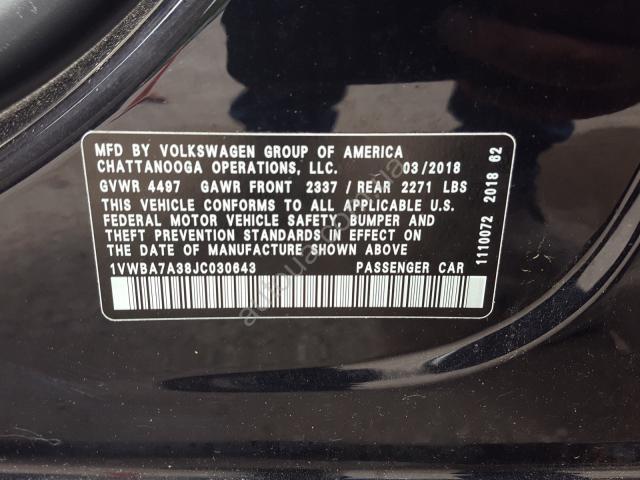 MFD BY VOLKSWAGEN GROUP OF AMERICA
CHATTANOOGA OPERATIONS, LLC. 03/2018
GVWR 4497 GAWR FRONT 2337 / REAR 2271 LBS
THIS VEHICLE CONFORMS TO ALL APPLICABLE U.S.
FEDERAL MOTOR VEHICLE SAFETY, BUMPER AND
THEFT PREVENTION STANDARDS IN EFFECT ON
THE DATE OF MANUFACTURE SHOWN ABOVE
1VWBA7A38JC030643 PASSENGER CAR
1110072 2018 62